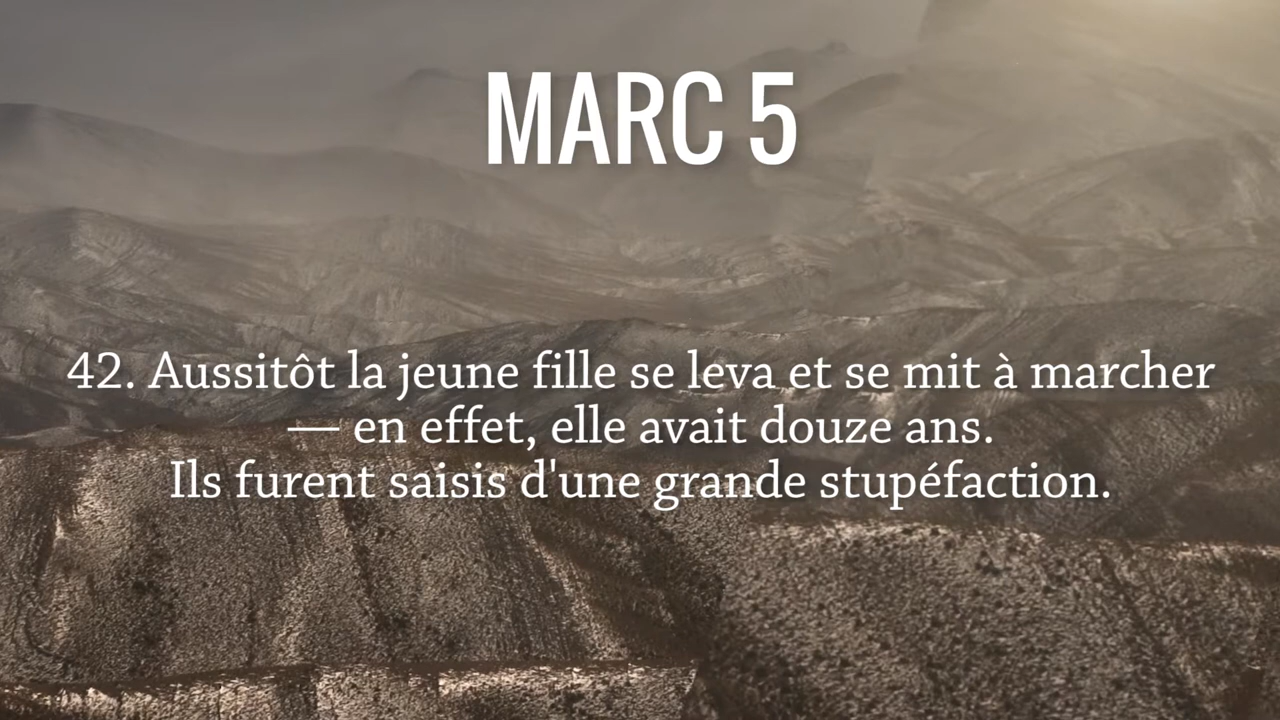 MARC 5
42. Aussitôt la jeune fille se leva et se mit à marcher
— en effet, elle avait douze ans.
Ils furent saisis d'une grande stupéfaction.